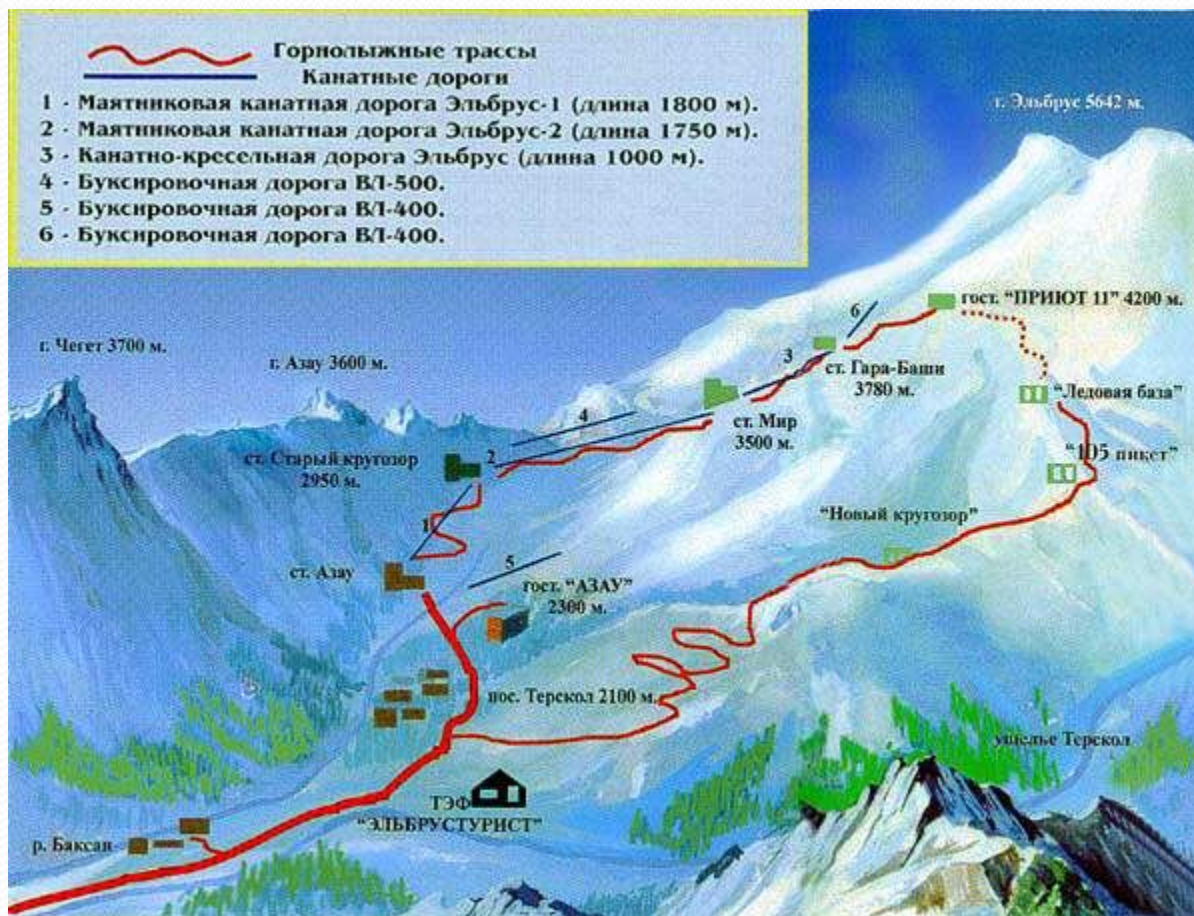 Горнолыжные трассы
Канатные дороги
1 - Маятниковая канатная дорога Эльбрус-1 (длина 1800 м).
2 - Маятниковая канатная дорога Эльбрус-2 (длина 1750 м).
3 - Канатно-кресельная дорога Эльбрус (длина 1000 м).
4 - Буксировочная дорога ВЛ-500.
5 - Буксировочная дорога ВЛ-400.
6 - Буксировочная дорога ВЛ-400.
г. Эльбрус 5642 м.
6
гост. "ПРИЮТ 11" 4200 м.
г. Чегет 3700 м.
г. Азау 3600 м.
3
ст. Гара-Баши
3780 м.
"Ледовая база"
4
ст. Мир
3500 м.
2
ст. Старый кругозор
2950 м.
"105 пикет"
"Новый кругозор"
1
5
ст. Азау
гост. "АЗАУ"
2300 м.
пос. Терскол 2100 м.
ущелье Терскол
ТЭФ
"ЭЛЬБРУСТУРИСТ"
р. Баксан